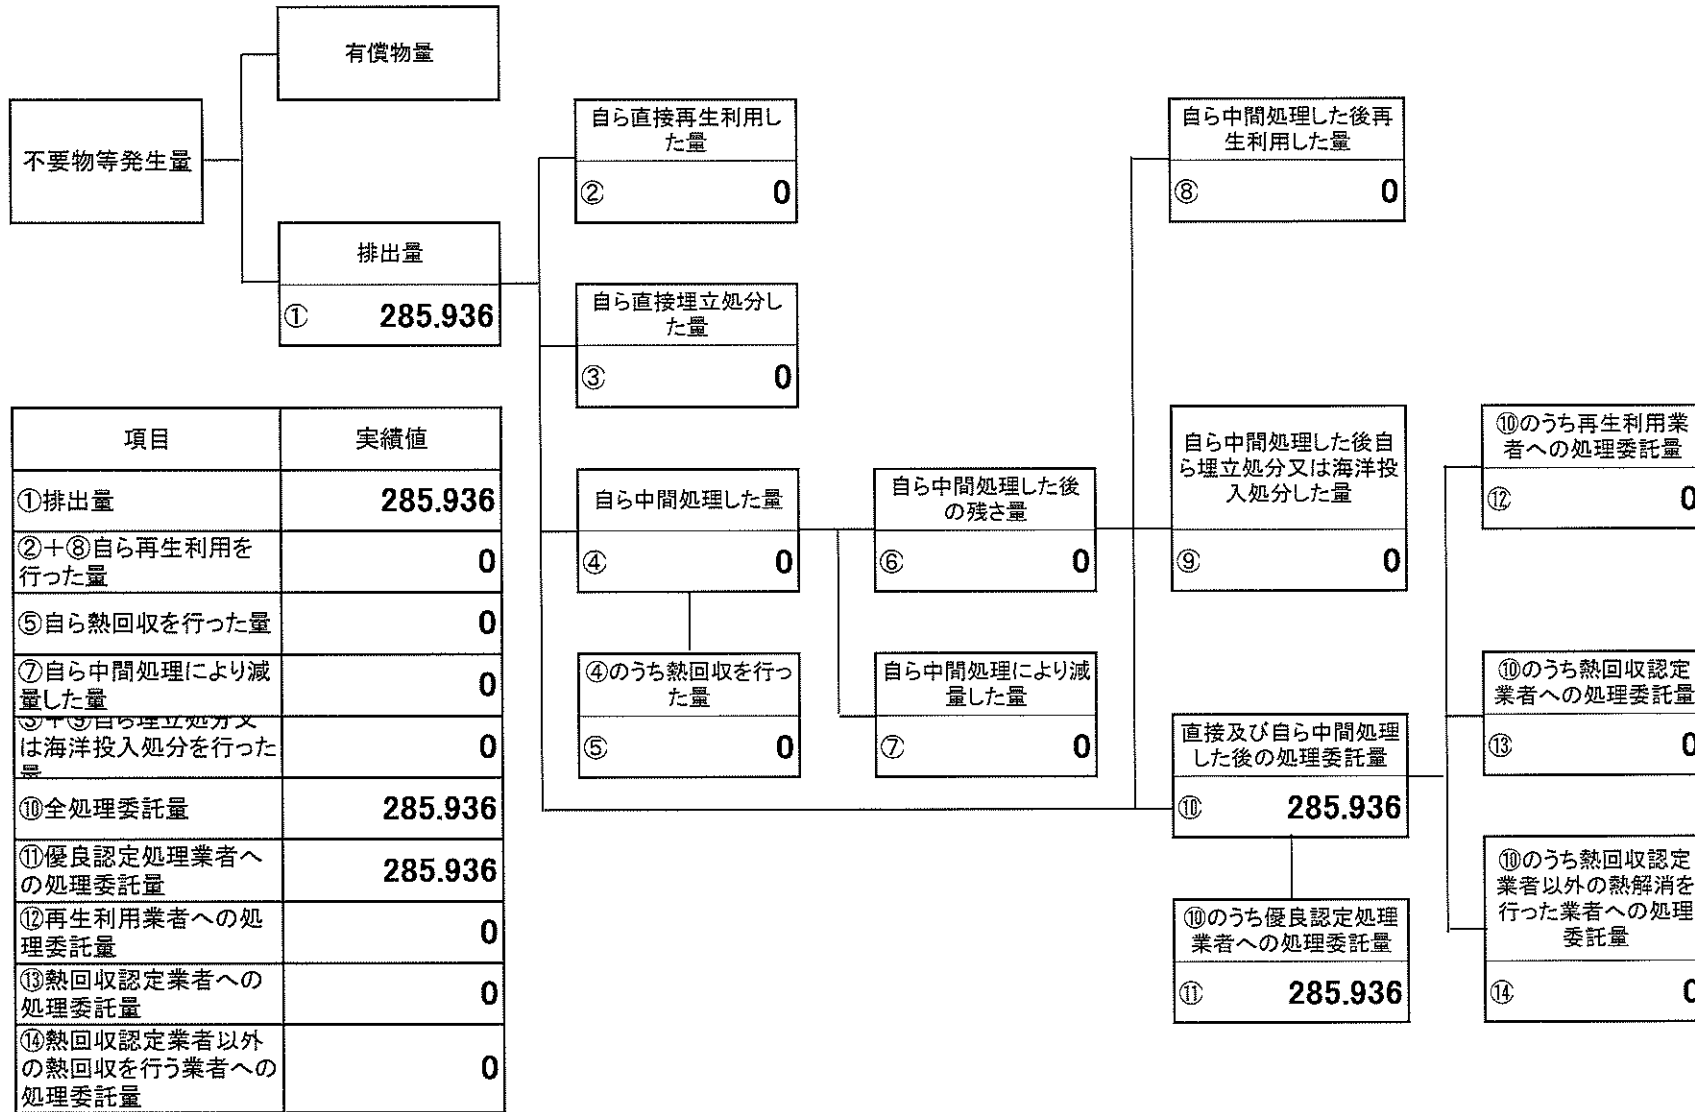 有償物量
不要物等発生量
排出量
① 285.936
自ら直接再生利用し
た量
② 0
自ら直接埋立処分し
た量
③ 0
自ら中間処理した量
④ 0
④のうち熱回収を行っ
た量
⑤ 0
自ら中間処理した後
の残さ量
⑥ 0
自ら中間処理により減
量した量
⑦ 0
自ら中間処理した後再
生利用した量
⑧ 0
自ら中間処理した後自
ら埋立処分又は海洋投
入処分した量
⑨ 0
直接及び自ら中間処理
した後の処理委託量
⑩ 285.936
⑩のうち優良認定処理
業者への処理委託量
⑪ 285.936
⑩のうち再生利用業
者への処理委託量
⑫ 0
⑩のうち熱回収認定
業者への処理委託量
⑬ 0
⑩のうち熱回収認定
業者以外の熱解消を
行った業者への処理
委託量
⑭ 0
項目 実績値
①排出量 285.936
②+⑧自ら再生利用を
行った量 0
⑤自ら熱回収を行った量 0
⑦自ら中間処理により減
量した量 0
③+⑨自ら埋立処分又
は海洋投入処分を行った
量 0
⑩全処理委託量 285.936
⑪優良認定処理業者へ
の処理委託量 285.936
⑫再生利用業者への処
理委託量 0
⑬熱回収認定業者への
処理委託量 0
⑭熱回収認定業者以外
の熱回収を行う業者への
処理委託量 0